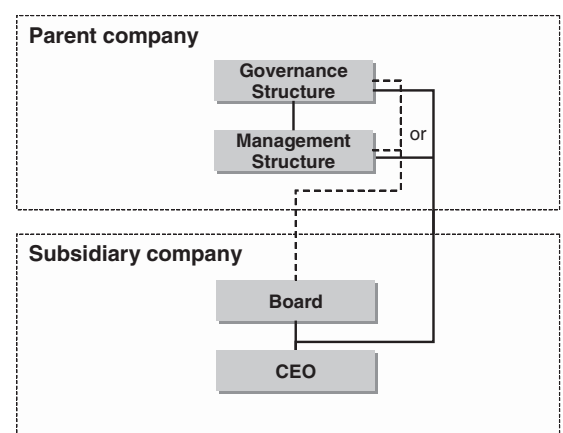 Parent company
Governance
Structure
Management
Structure
or
Subsidiary company
Board
CEO